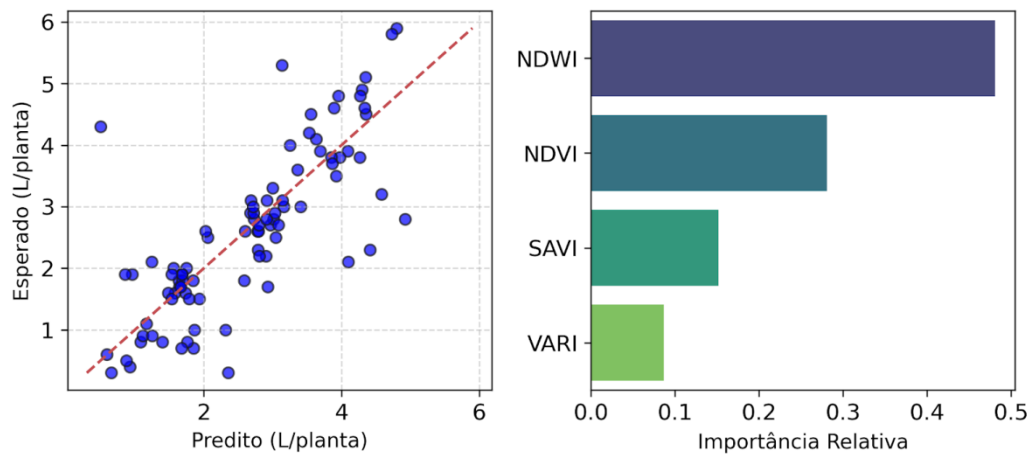 Esperado (L/planta)
6
5
4
3
2
1
2
4
6
Predito (L/planta)
NDWI
NDVI
SAVI
VARI
0.0
0.1
0.2
0.3
0.4
0.5
Importância Relativa